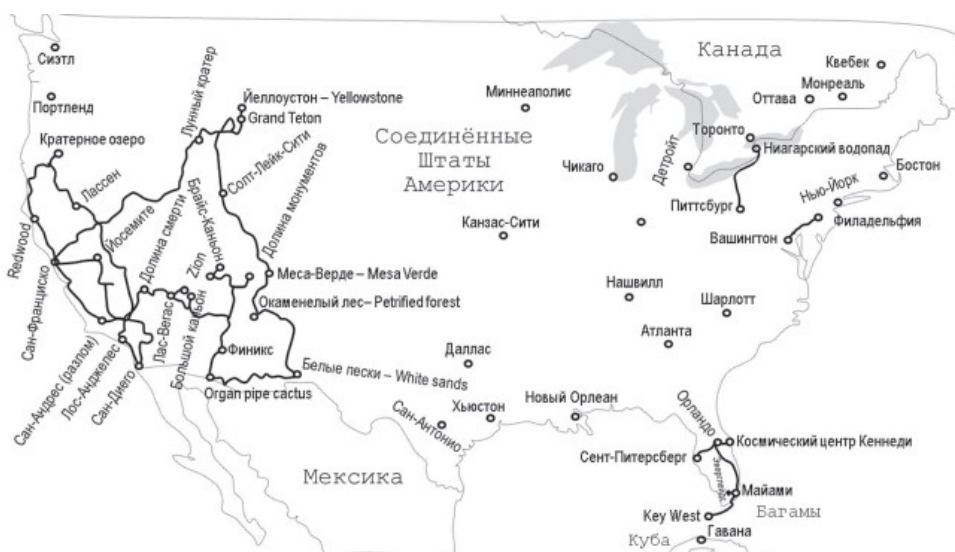 Сиэтл
Портленд
Кратерное озеро
Лассен
Redwood
Сан-Франциско
Йосемите
Долина смерти
Лунный кратер
Йеллоустон – Yellowstone
Grand Teton
Солт-Лейк-Сити
Брайс-Каньон
Zion
Долина монументов
Меса-Верде – Mesa Verde
Окаменелый лес– Petrified forest
Лас-Вегас
Большой каньон
Финикс
Белые пески – White sands
Organ pipe cactus
Сан-Андрес (разлом)
Лос-Анджелес
Сан-Диего
Мексика
Соединённые
Штаты
Америки
Миннеаполис
Чикаго
Канзас-Сити
Нашвилл
Шарлотт
Атланта
Даллас
Хьюстон
Сан-Антонио
Новый Орлеан
Канада
Квебек
Монреаль
Оттава
Торонто
Ниагарский водопад
Детройт
Питтсбург
Бостон
Нью-Йорк
Филадельфия
Вашингтон
Орландо
Космический центр Кеннеди
Сент-Питерсберг
Эверглейдс
Майами
Багамы
Key West
Гавана
Куба